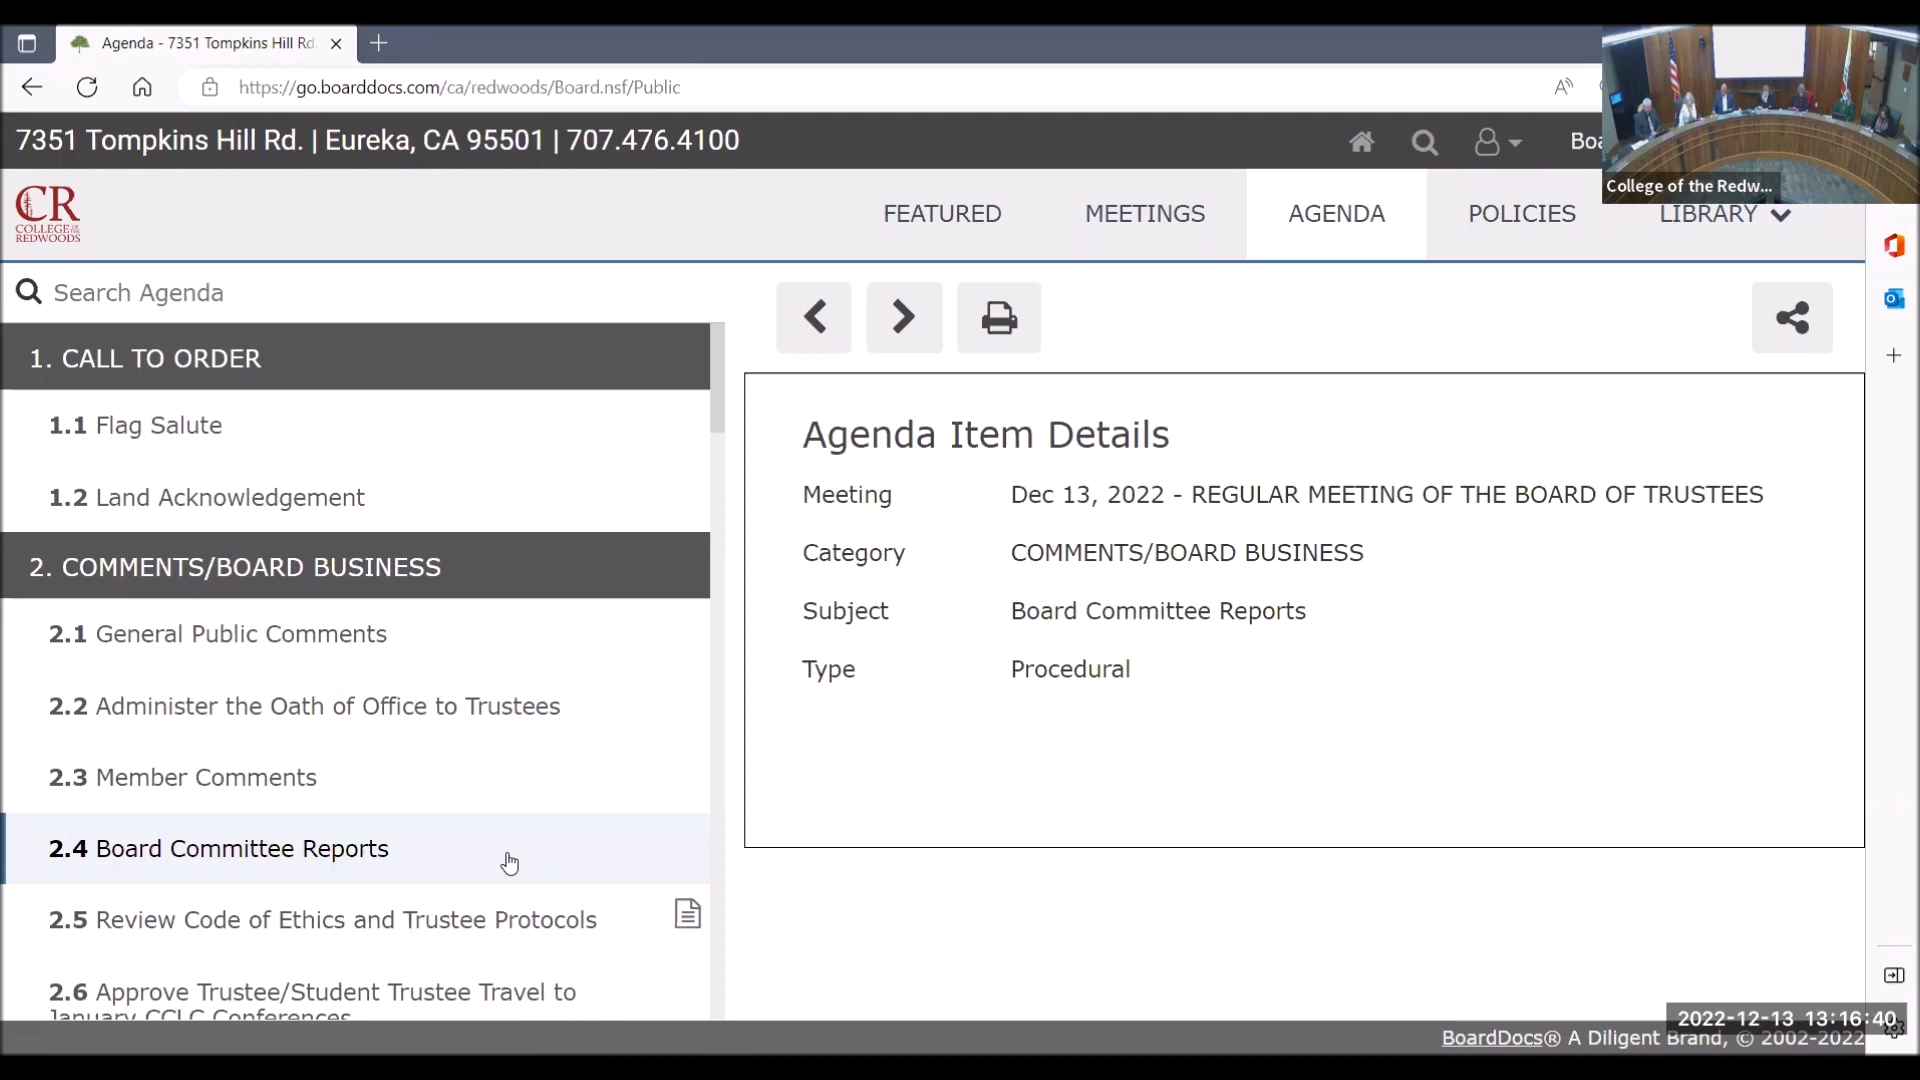 Agenda - 7351 Tompkins Hill Rd.
https://go.boarddocs.com/ca/redwoods/Board.nsf/Public
7351 Tompkins Hill Rd. | Eureka, CA 95501 | 707.476.4100
Boa
College of the Redw...
CR
COLLEGE OF THE
REDWOODS
FEATURED
MEETINGS
AGENDA
POLICIES
LIBRARY
Search Agenda
1. CALL TO ORDER
1.1 Flag Salute
1.2 Land Acknowledgement
2. COMMENTS/BOARD BUSINESS
2.1 General Public Comments
2.2 Administer the Oath of Office to Trustees
2.3 Member Comments
2.4 Board Committee Reports
2.5 Review Code of Ethics and Trustee Protocols
2.6 Approve Trustee/Student Trustee Travel to
January CCLC Conferences
Agenda Item Details
Meeting Dec 13, 2022 - REGULAR MEETING OF THE BOARD OF TRUSTEES
Category COMMENTS/BOARD BUSINESS
Subject Board Committee Reports
Type Procedural
2022-12-13 13:16:40
BoardDocs® A Diligent Brand, © 2002-2022